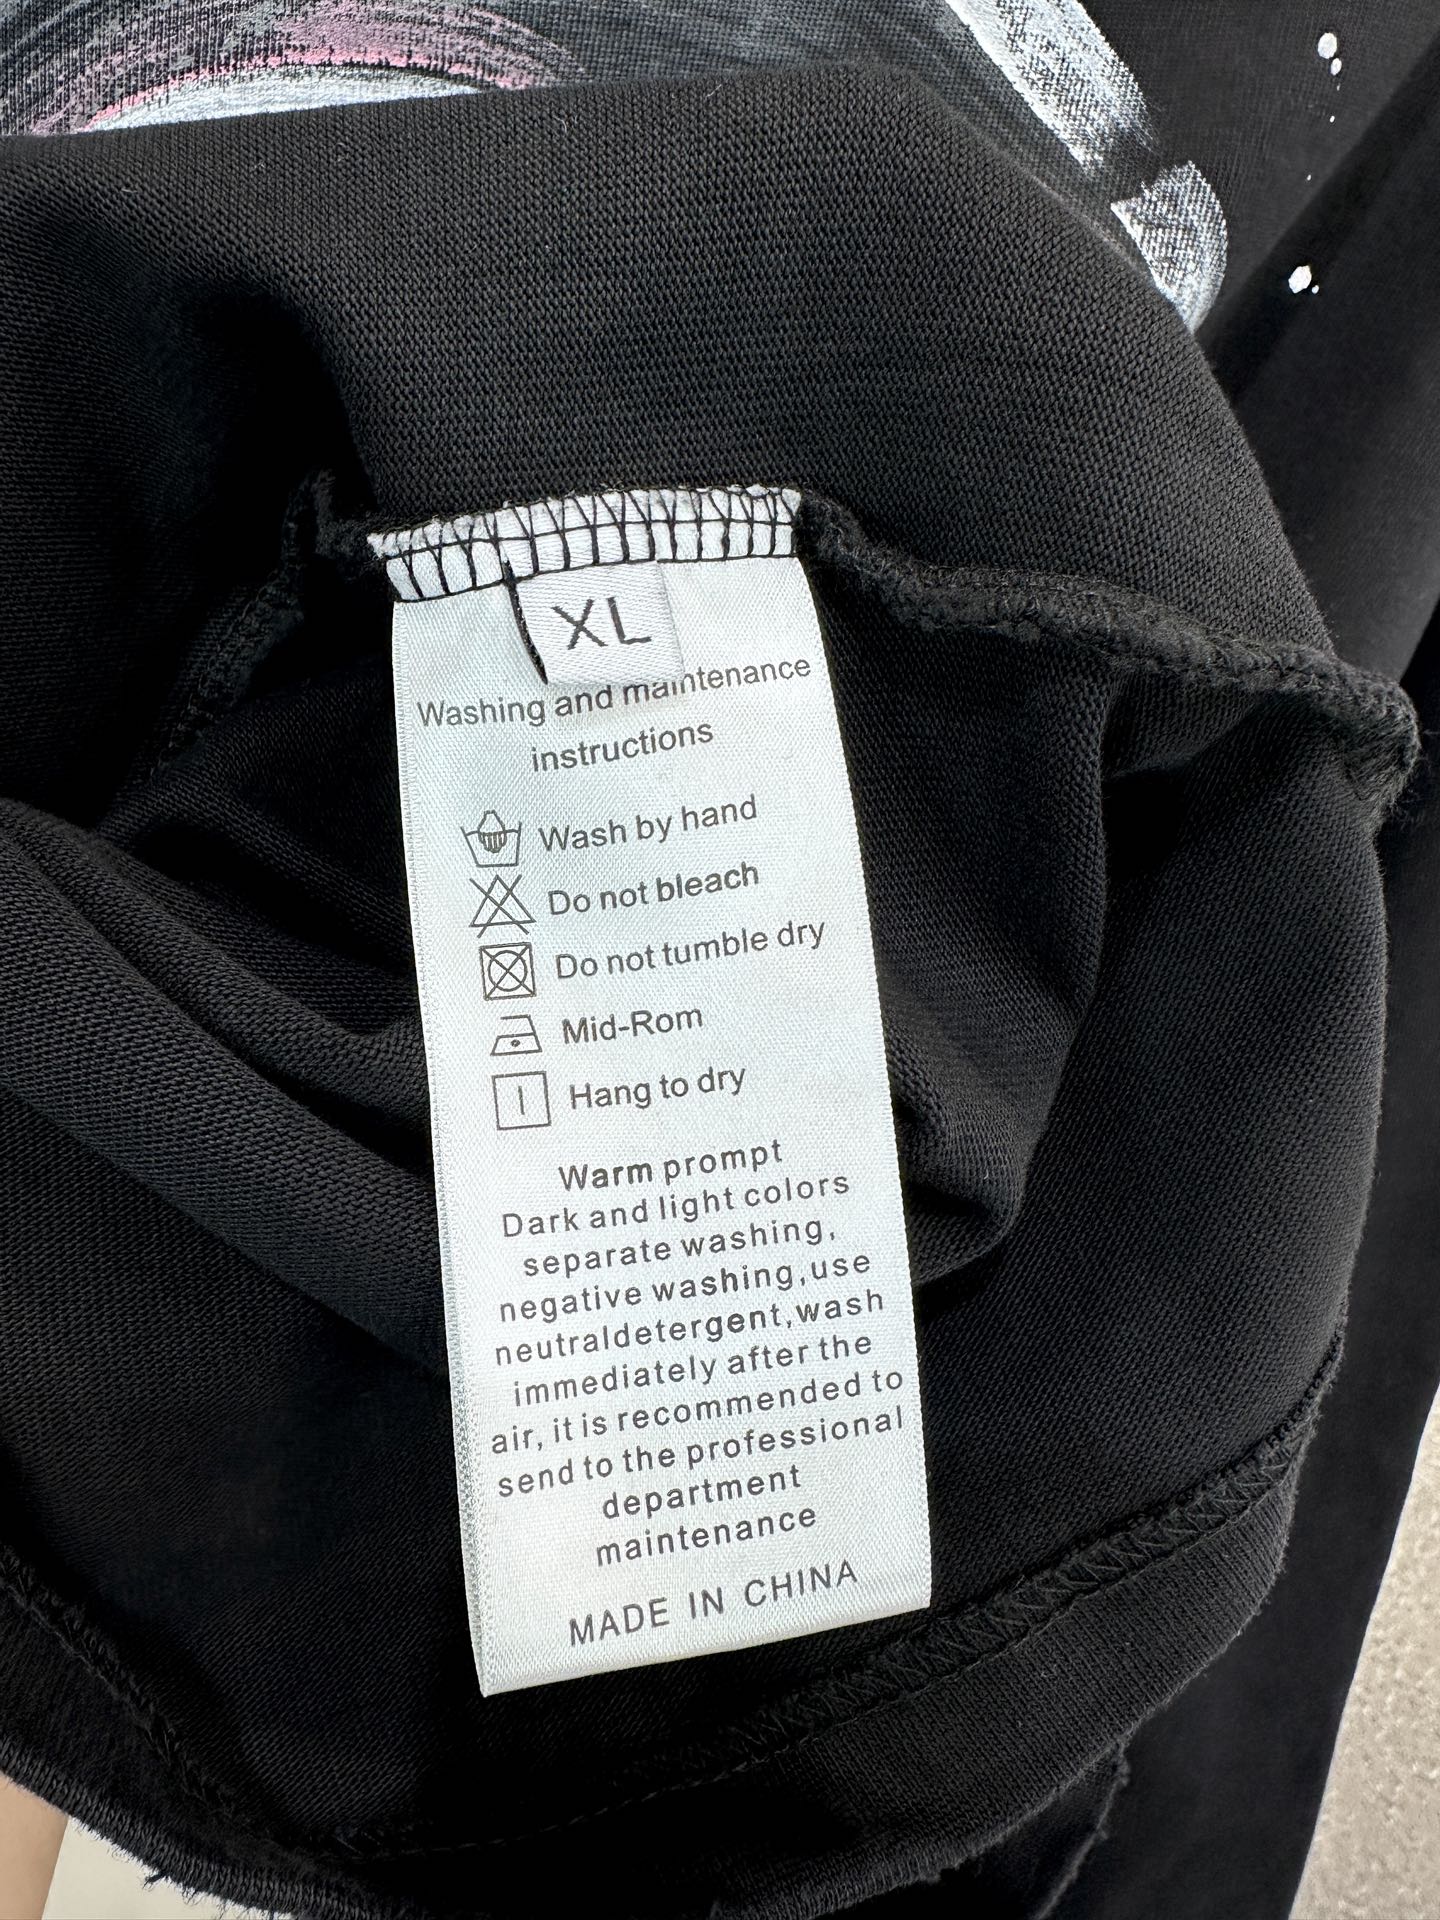 XL
Washing and maintenance
instructions
Wash by hand
Do not bleach
Do not tumble dry
Mid-Rom
Hang to dry
Warm prompt
Dark and light colors
separate washing,
negative washing,use
neutraldetergent,wash
immediately after the
air, it is recommended to
send to the professional
department
maintenance
MADE IN CHINA